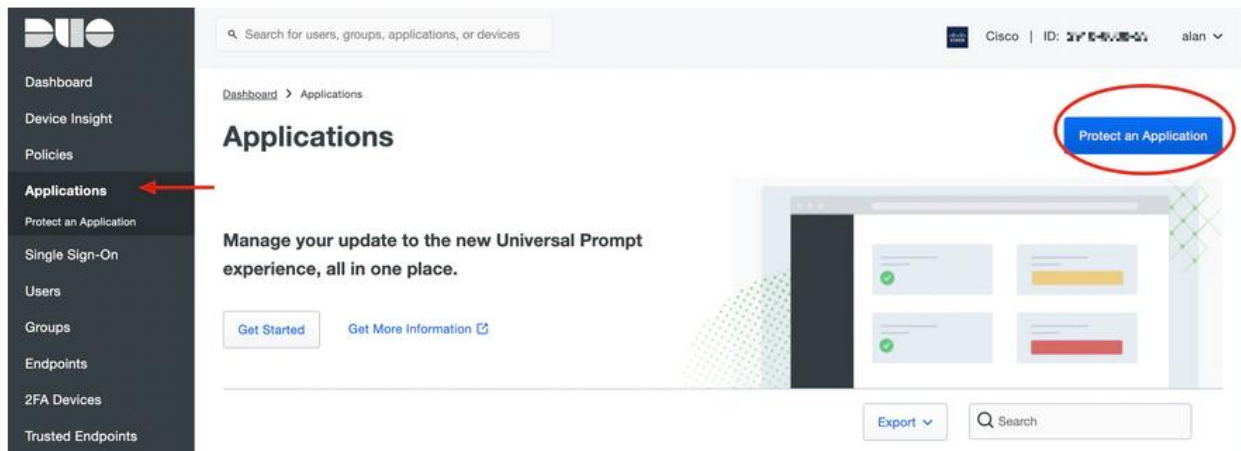 DUO
Search for users, groups, applications, or devices
Cisco | ID:
alan
Dashboard
Device Insight
Policies
Applications
Protect an Application
Single Sign-On
Users
Groups
Endpoints
2FA Devices
Trusted Endpoints
Dashboard > Applications
Applications
Protect an Application
Manage your update to the new Universal Prompt
experience, all in one place.
Get Started
Get More Information
Export
Search